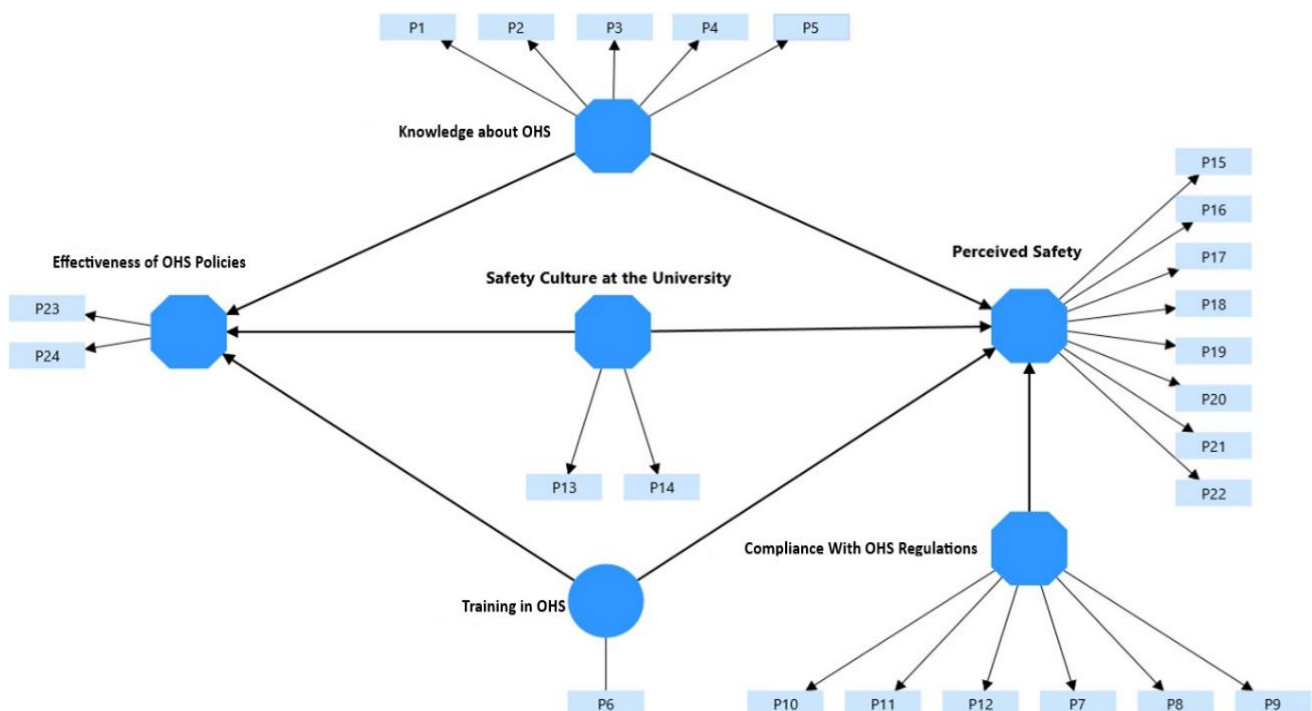 P1
P2
P3
P4
P5
Knowledge about OHS
P15
P16
P17
P18
P19
P20
P21
P22
Perceived Safety
Effectiveness of OHS Policies
Safety Culture at the University
P23
P24
P13
P14
Compliance With OHS Regulations
Training in OHS
P6
P10
P11
P12
P7
P8
P9